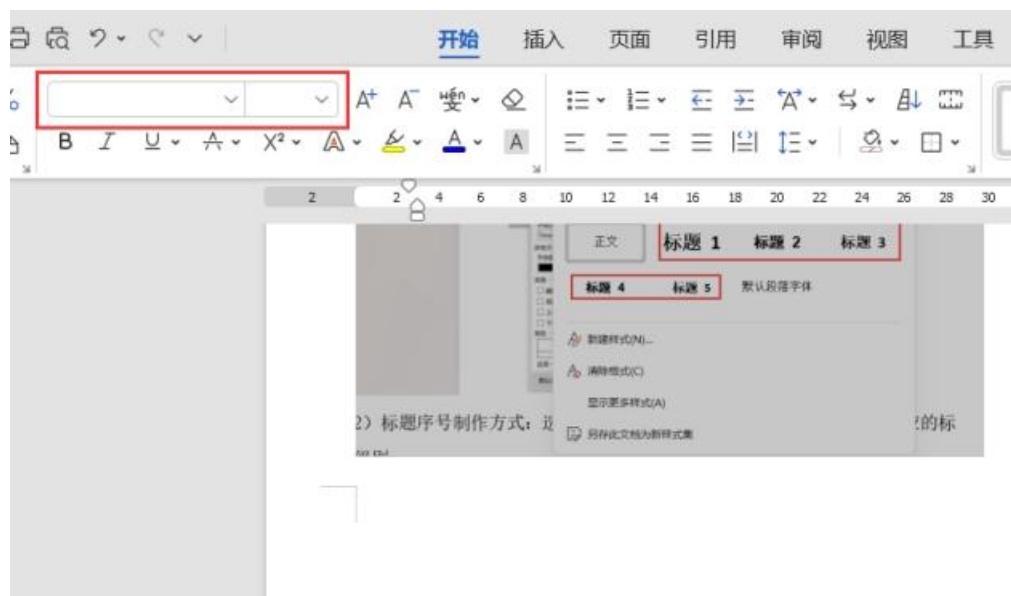 开始 插入 页面 引用 审阅 视图 工具
A+ A- wén 变
B I U A X² A A A
2 2 4 6 8 10 12 14 16 18 20 22 24 26 28 30
正文 标题 1 标题 2 标题 3
标题 4 标题 5 默认段落字体
新建样式(N)...
清除格式(C)
显示更多样式(A)
2）标题序号制作方式：选 的标
另存此文档为新样式集